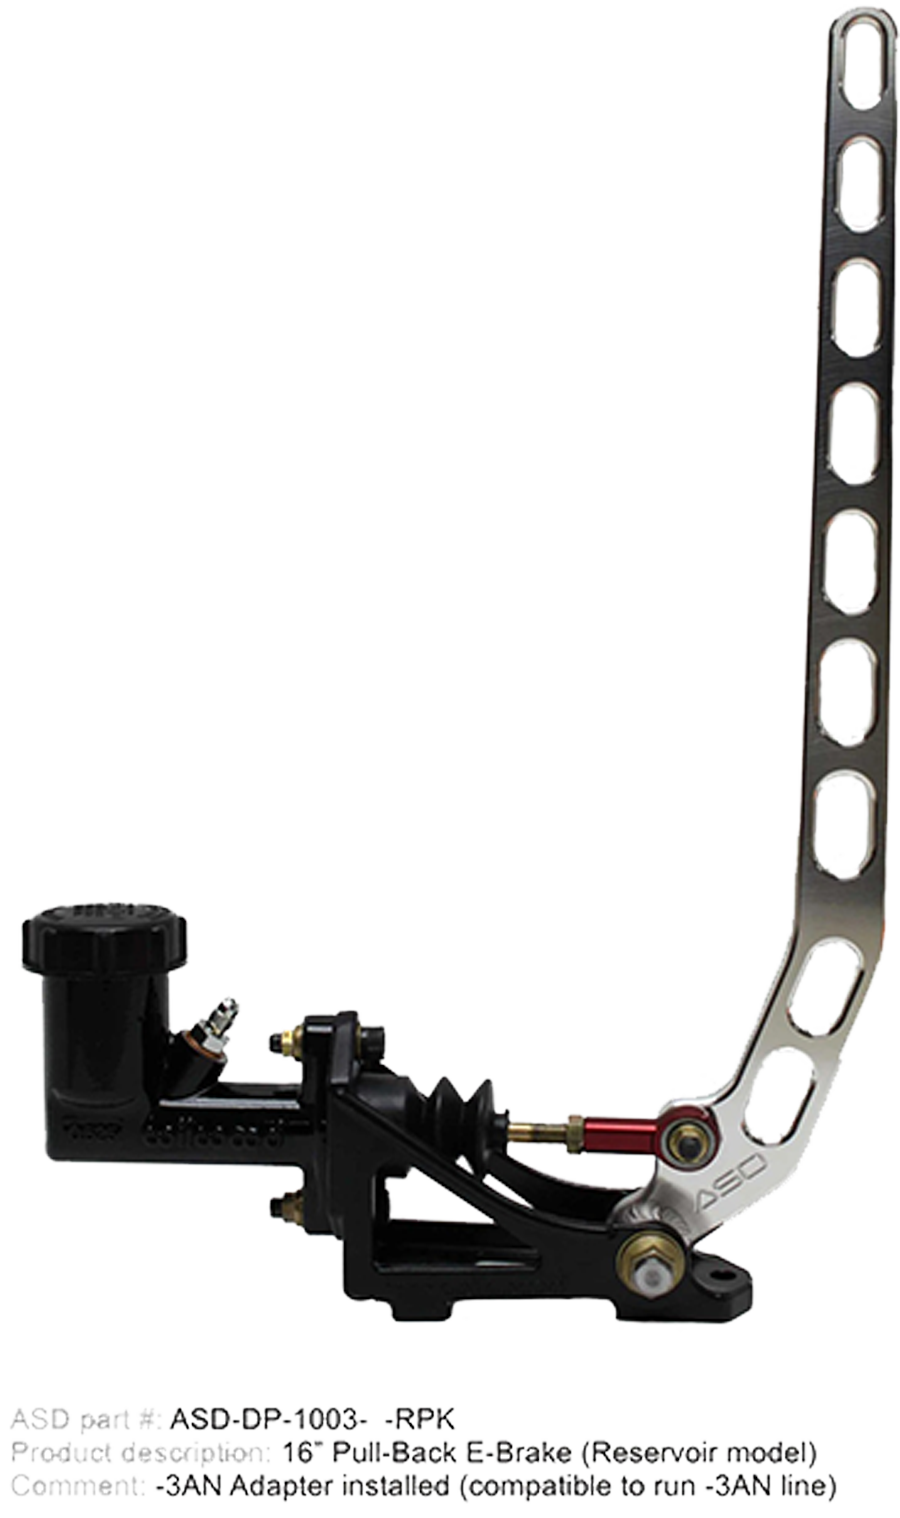 ASD
ASD part #: ASD-DP-1003- -RPK
Product description: 16” Pull-Back E-Brake (Reservoir model)
Comment: -3AN Adapter installed (compatible to run -3AN line)